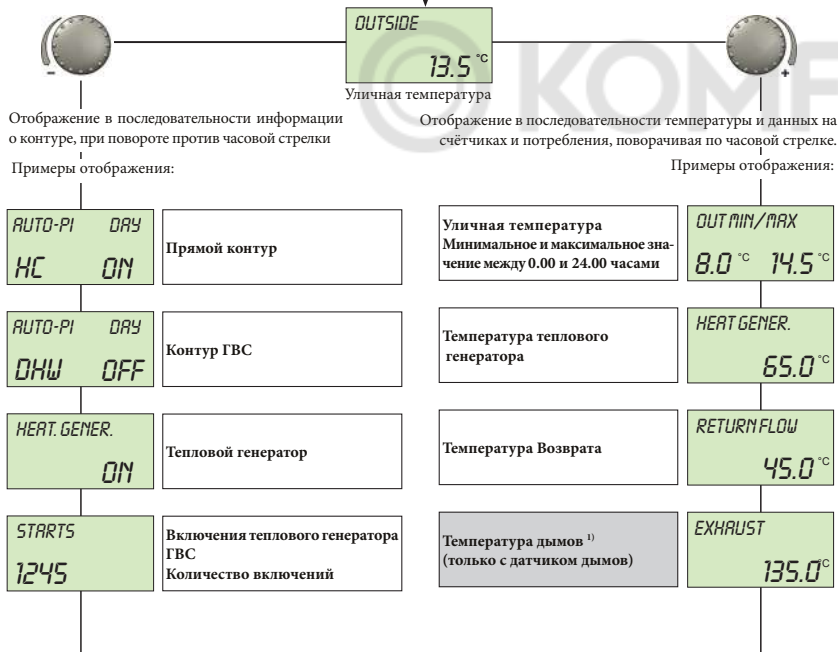 OUTSIDE
13.5 °C
Уличная температура
-
+
KOMF
Отображение в последовательности информации
о контуре, при повороте против часовой стрелки
Примеры отображения:
Отображение в последовательности температуры и данных на
счётчиках и потребления, поворачивая по часовой стрелке.
Примеры отображения:
AUTO-PI DAY
HC ON
Прямой контур
AUTO-PI DAY
DHW OFF
Контур ГВС
HEAT. GENER.
ON
Тепловой генератор
STARTS
1245
Включения теплового генератора
ГВС
Количество включений
Уличная температура
Минимальное и максимальное зна-
чение между 0.00 и 24.00 часами
OUT MIN/MAX
8.0 °C 14.5 °C
Температура теплового
генератора
HEAT GENER.
65.0 °C
Температура Возврата
RETURN FLOW
45.0 °C
Температура дымов 1)
(только с датчиком дымов)
EXHAUST
135.0 °C